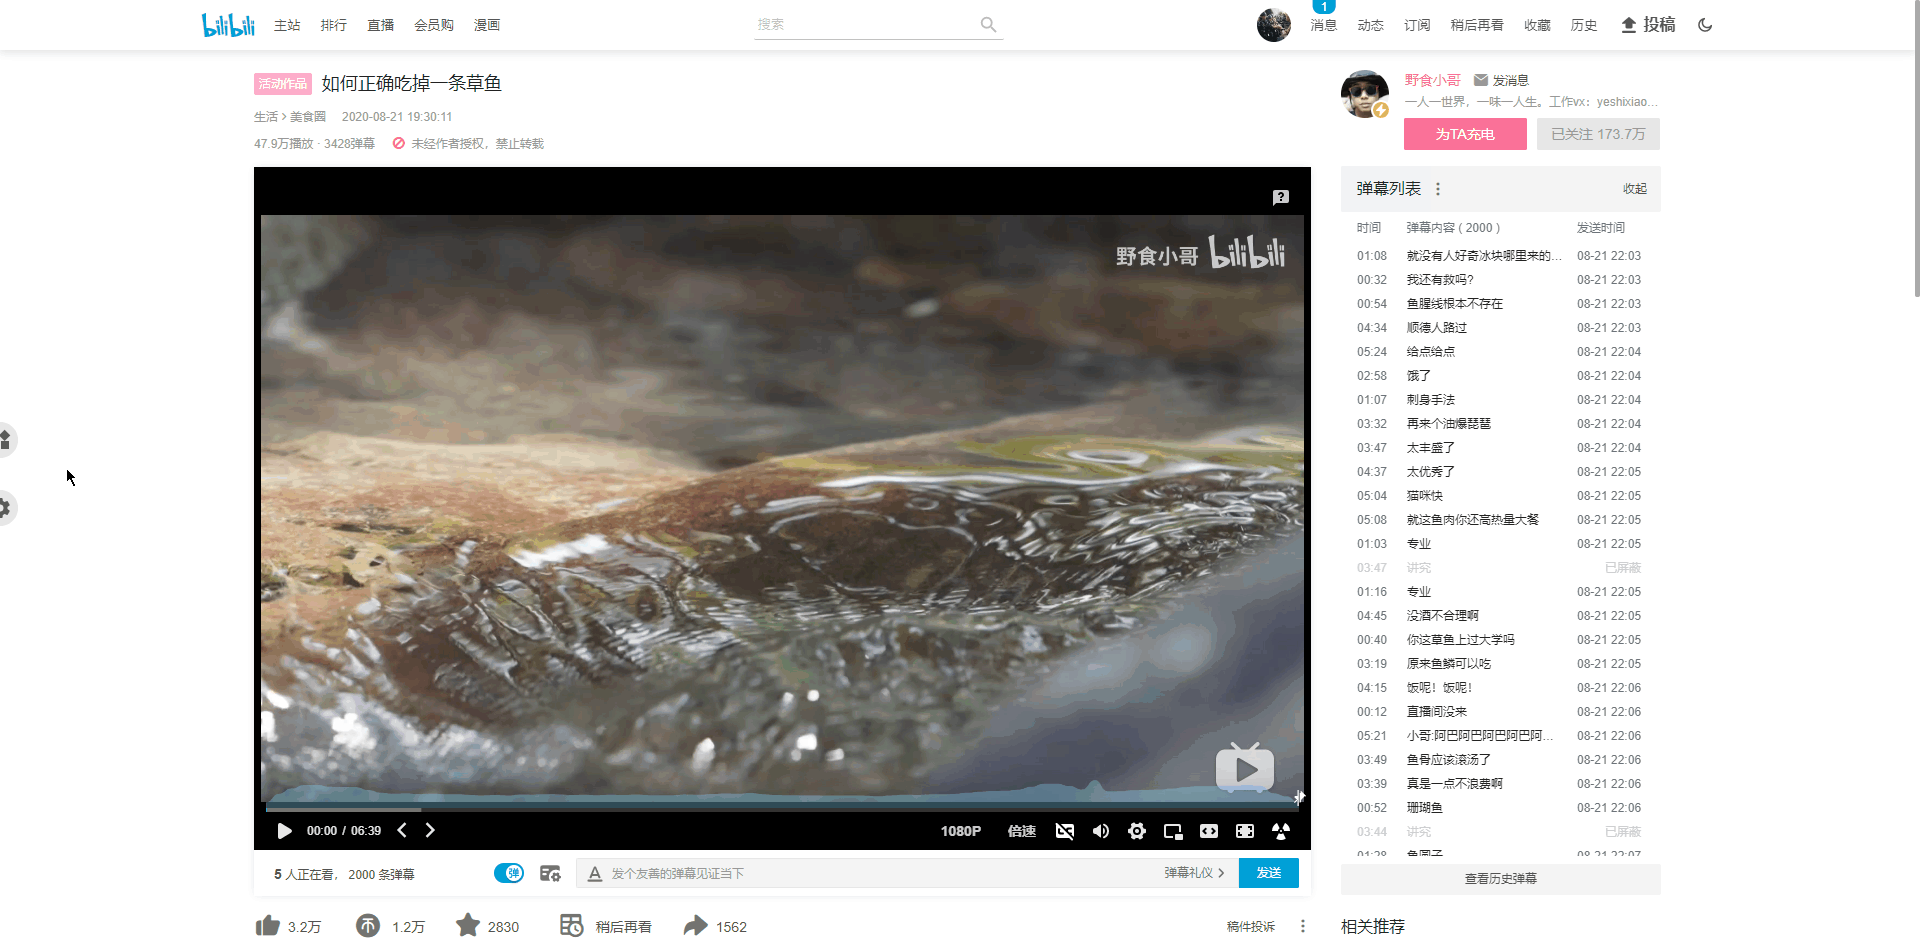 bilibili 主站 排行 直播 会员购 漫画 搜索 1 消息 动态 订阅 稍后再看 收藏 历史 投稿
活动作品 如何正确吃掉一条草鱼
生活 > 美食圈 2020-08-21 19:30:11
47.9万播放 · 3428弹幕 未经作者授权，禁止转载
野食小哥 发消息
一人一世界，一味一人生。工作vx：yeshixiao...
为TA充电 已关注 173.7万
野食小哥 bilibili
00:00 / 06:39 1080P 倍速
5 人正在看， 2000 条弹幕 弹 发个友善的弹幕见证当下 弹幕礼仪 > 发送
3.2万 1.2万 2830 稍后再看 1562 稿件投诉
弹幕列表 收起
时间 弹幕内容 ( 2000 ) 发送时间
01:08 就没有人好奇冰块哪里来的... 08-21 22:03
00:32 我还有救吗? 08-21 22:03
00:54 鱼腥线根本不存在 08-21 22:03
04:34 顺德人路过 08-21 22:03
05:24 给点给点 08-21 22:04
02:58 饿了 08-21 22:04
01:07 刺身手法 08-21 22:04
03:32 再来个油爆琵琶 08-21 22:04
03:47 太丰盛了 08-21 22:04
04:37 太优秀了 08-21 22:05
05:04 猫咪快 08-21 22:05
05:08 就这鱼肉你还高热量大餐 08-21 22:05
01:03 专业 08-21 22:05
03:47 讲究 已屏蔽
01:16 专业 08-21 22:05
04:45 没酒不合理啊 08-21 22:05
00:40 你这草鱼上过大学吗 08-21 22:05
03:19 原来鱼鳞可以吃 08-21 22:05
04:15 饭呢！饭呢！ 08-21 22:06
00:12 直播间没来 08-21 22:06
05:21 小哥:阿巴阿巴阿巴阿巴阿... 08-21 22:06
03:49 鱼骨应该滚汤了 08-21 22:06
03:39 真是一点不浪费啊 08-21 22:06
00:52 珊瑚鱼 08-21 22:06
03:44 讲究 已屏蔽
01:28 鱼圆子 08-21 22:07
查看历史弹幕
相关推荐